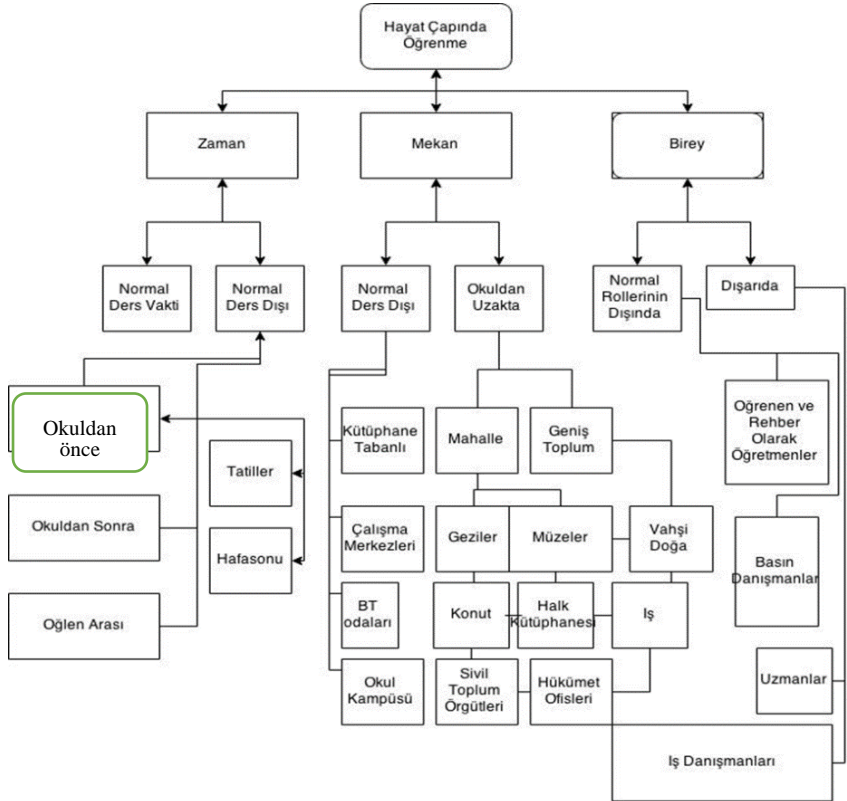 Hayat Çapında
Öğrenme
Zaman
Mekan
Birey
Normal
Ders Vakti
Normal
Ders Dışı
Normal
Ders Dışı
Okuldan
Uzakta
Normal
Rollerinin
Dışında
Dışarıda
Okuldan
önce
Tatiller
Kütüphane
Tabanlı
Mahalle
Geniş
Toplum
Oğrenen ve
Rehber
Olarak
Öğretmenler
Okuldan Sonra
Hafasonu
Çalışma
Merkezleri
Geziler
Müzeler
Vahşi
Doğa
Basın
Danışmanlar
Oğlen Arası
BT
odaları
Konut
Halk
Kütüphanesi
Iş
Okul
Kampüsü
Sivil
Toplum
Örgütleri
Hükümet
Ofisleri
Uzmanlar
Iş Danışmanları